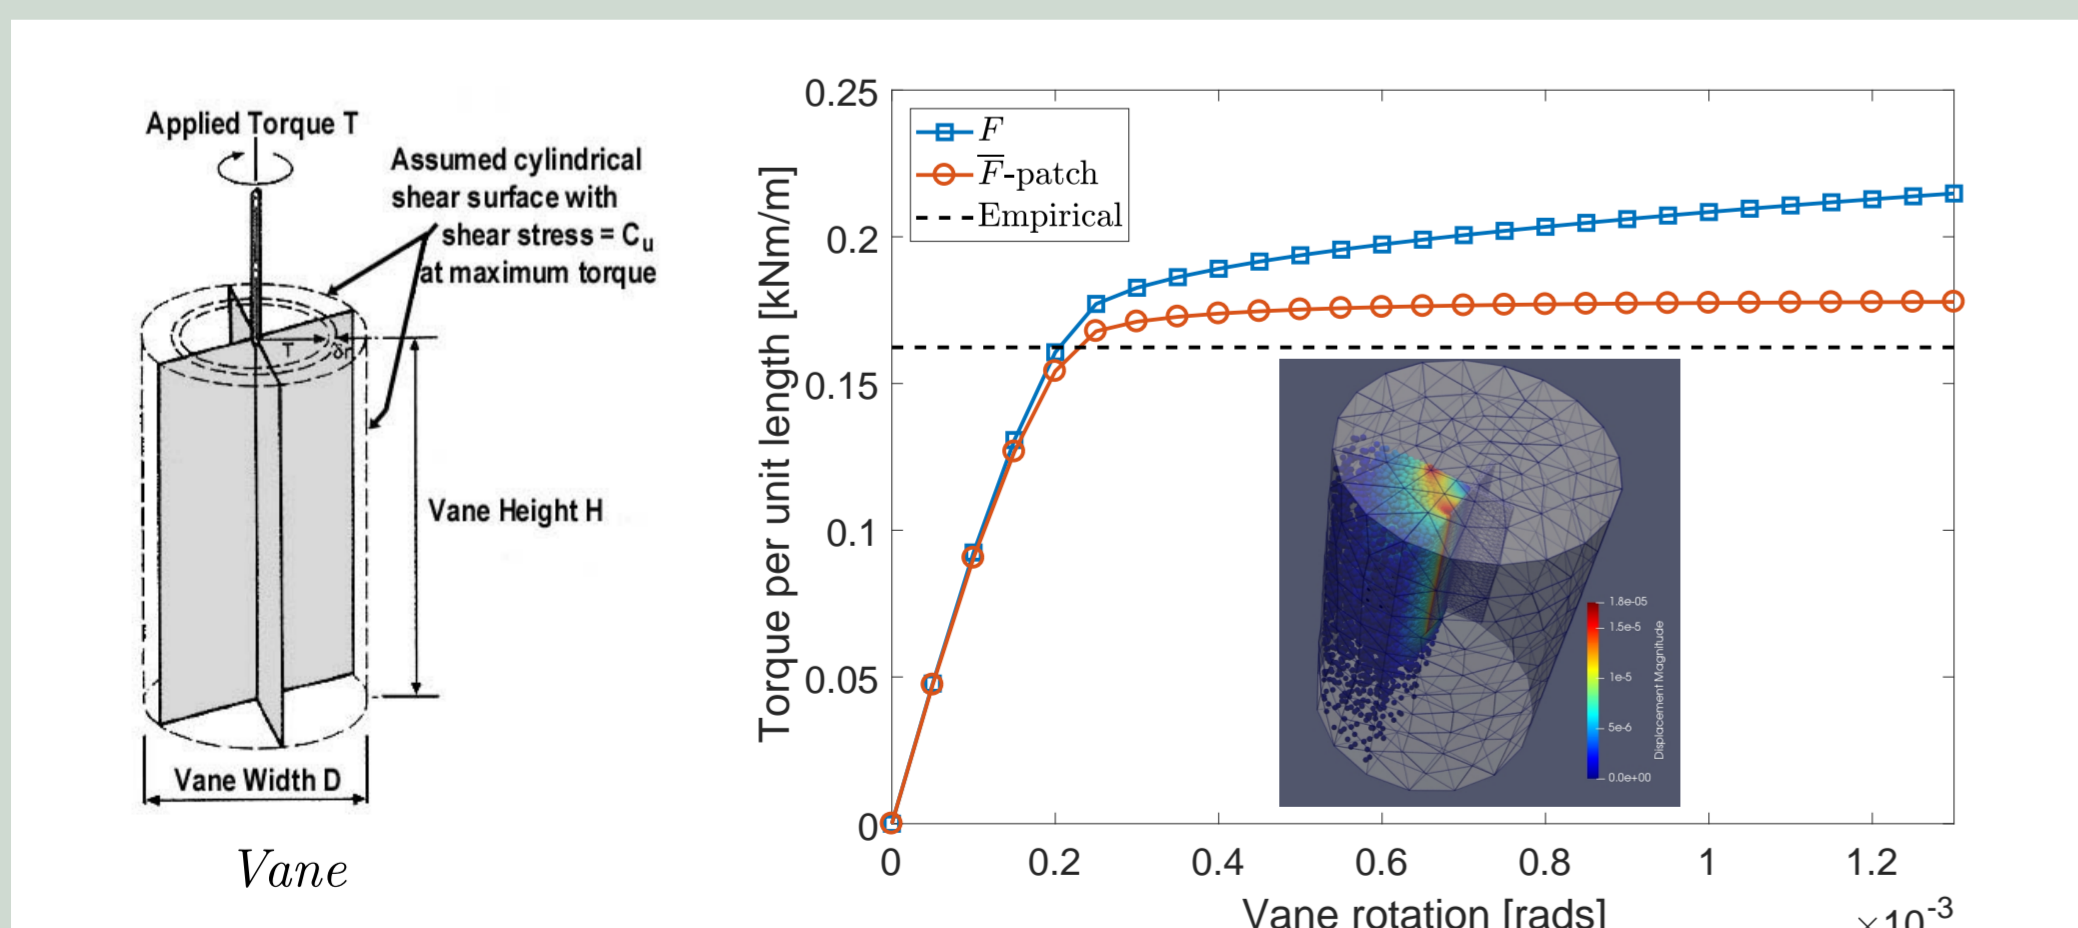 Applied Torque T
Assumed cylindrical
shear surface with
shear stress = Cu
at maximum torque
T
δr
Vane Height H
Vane Width D
Vane
Torque per unit length [kNm/m]
0.25
0.2
0.15
0.1
0.05
0
F
F̅-patch
Empirical
1.8e-05
1.5e-5
1e-5
5e-6
0.0e+00
Displacement Magnitude
0 0.2 0.4 0.6 0.8 1 1.2
Vane rotation [rads]
×10-3